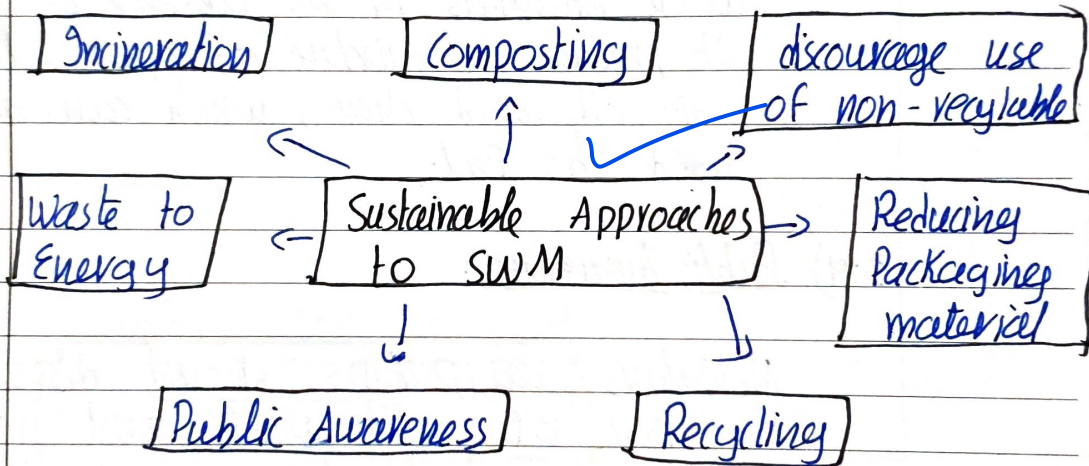 Incineration
Composting
discourage use
of non-recylable
Waste to
Energy
Sustainable Approaches
to SWM
Reducing
Packaging
material
Public Awareness
Recycling